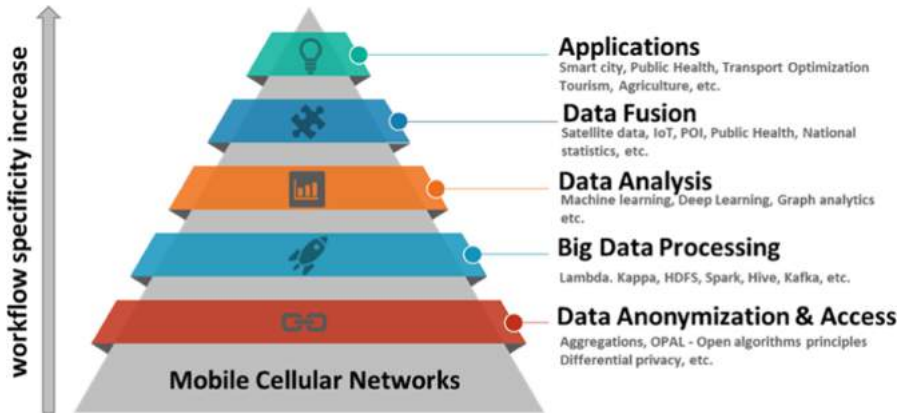 workflow specificity increase
Applications
Smart city, Public Health, Transport Optimization
Tourism, Agriculture, etc.
Data Fusion
Satellite data, IoT, POI, Public Health, National
statistics, etc.
Data Analysis
Machine learning, Deep Learning, Graph analytics
etc.
Big Data Processing
Lambda. Kappa, HDFS, Spark, Hive, Kafka, etc.
Data Anonymization & Access
Aggregations, OPAL - Open algorithms principles
Differential privacy, etc.
Mobile Cellular Networks